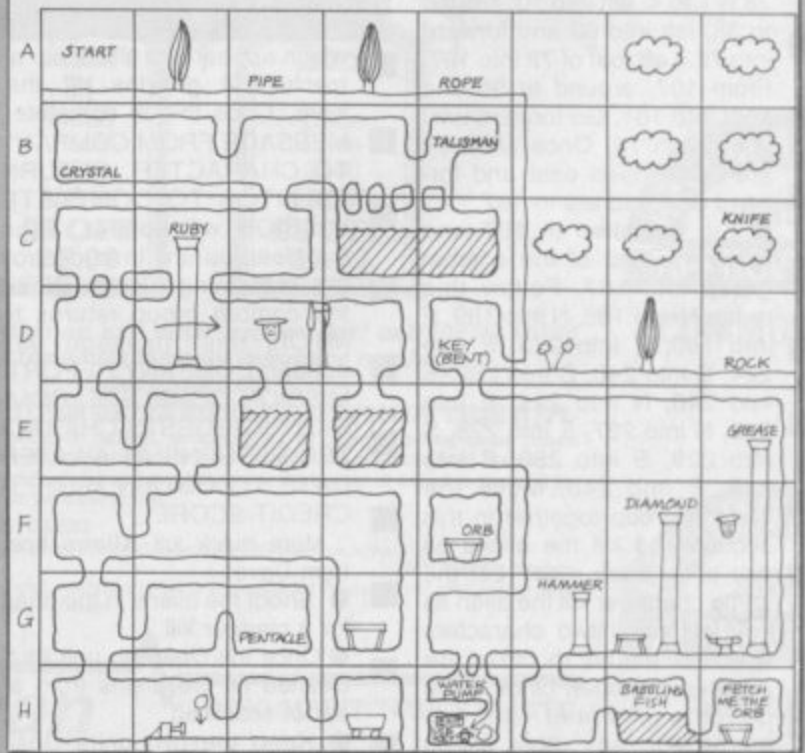 A
START
PIPE
ROPE
B
TALISMAN
CRYSTAL
C
RUBY
KNIFE
D
KEY
(BENT)
ROCK
E
GREASE
F
ORB
DIAMOND
G
HAMMER
PENTACLE
H
WATER
PUMP
BABBLING
FISH
FETCH
ME THE
ORB